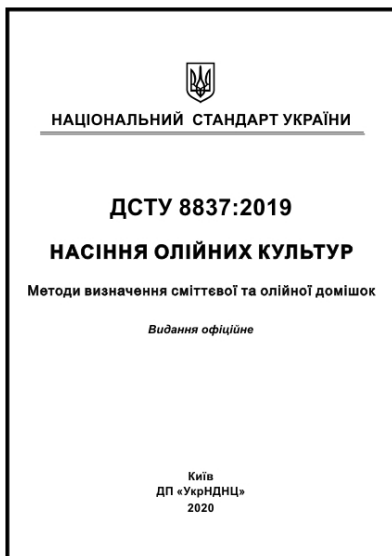 НАЦІОНАЛЬНИЙ СТАНДАРТ УКРАЇНИ
ДСТУ 8837:2019
НАСІННЯ ОЛІЙНИХ КУЛЬТУР
Методи визначення сміттєвої та олійної домішок
Видання офіційне
Київ
ДП «УкрНДНЦ»
2020